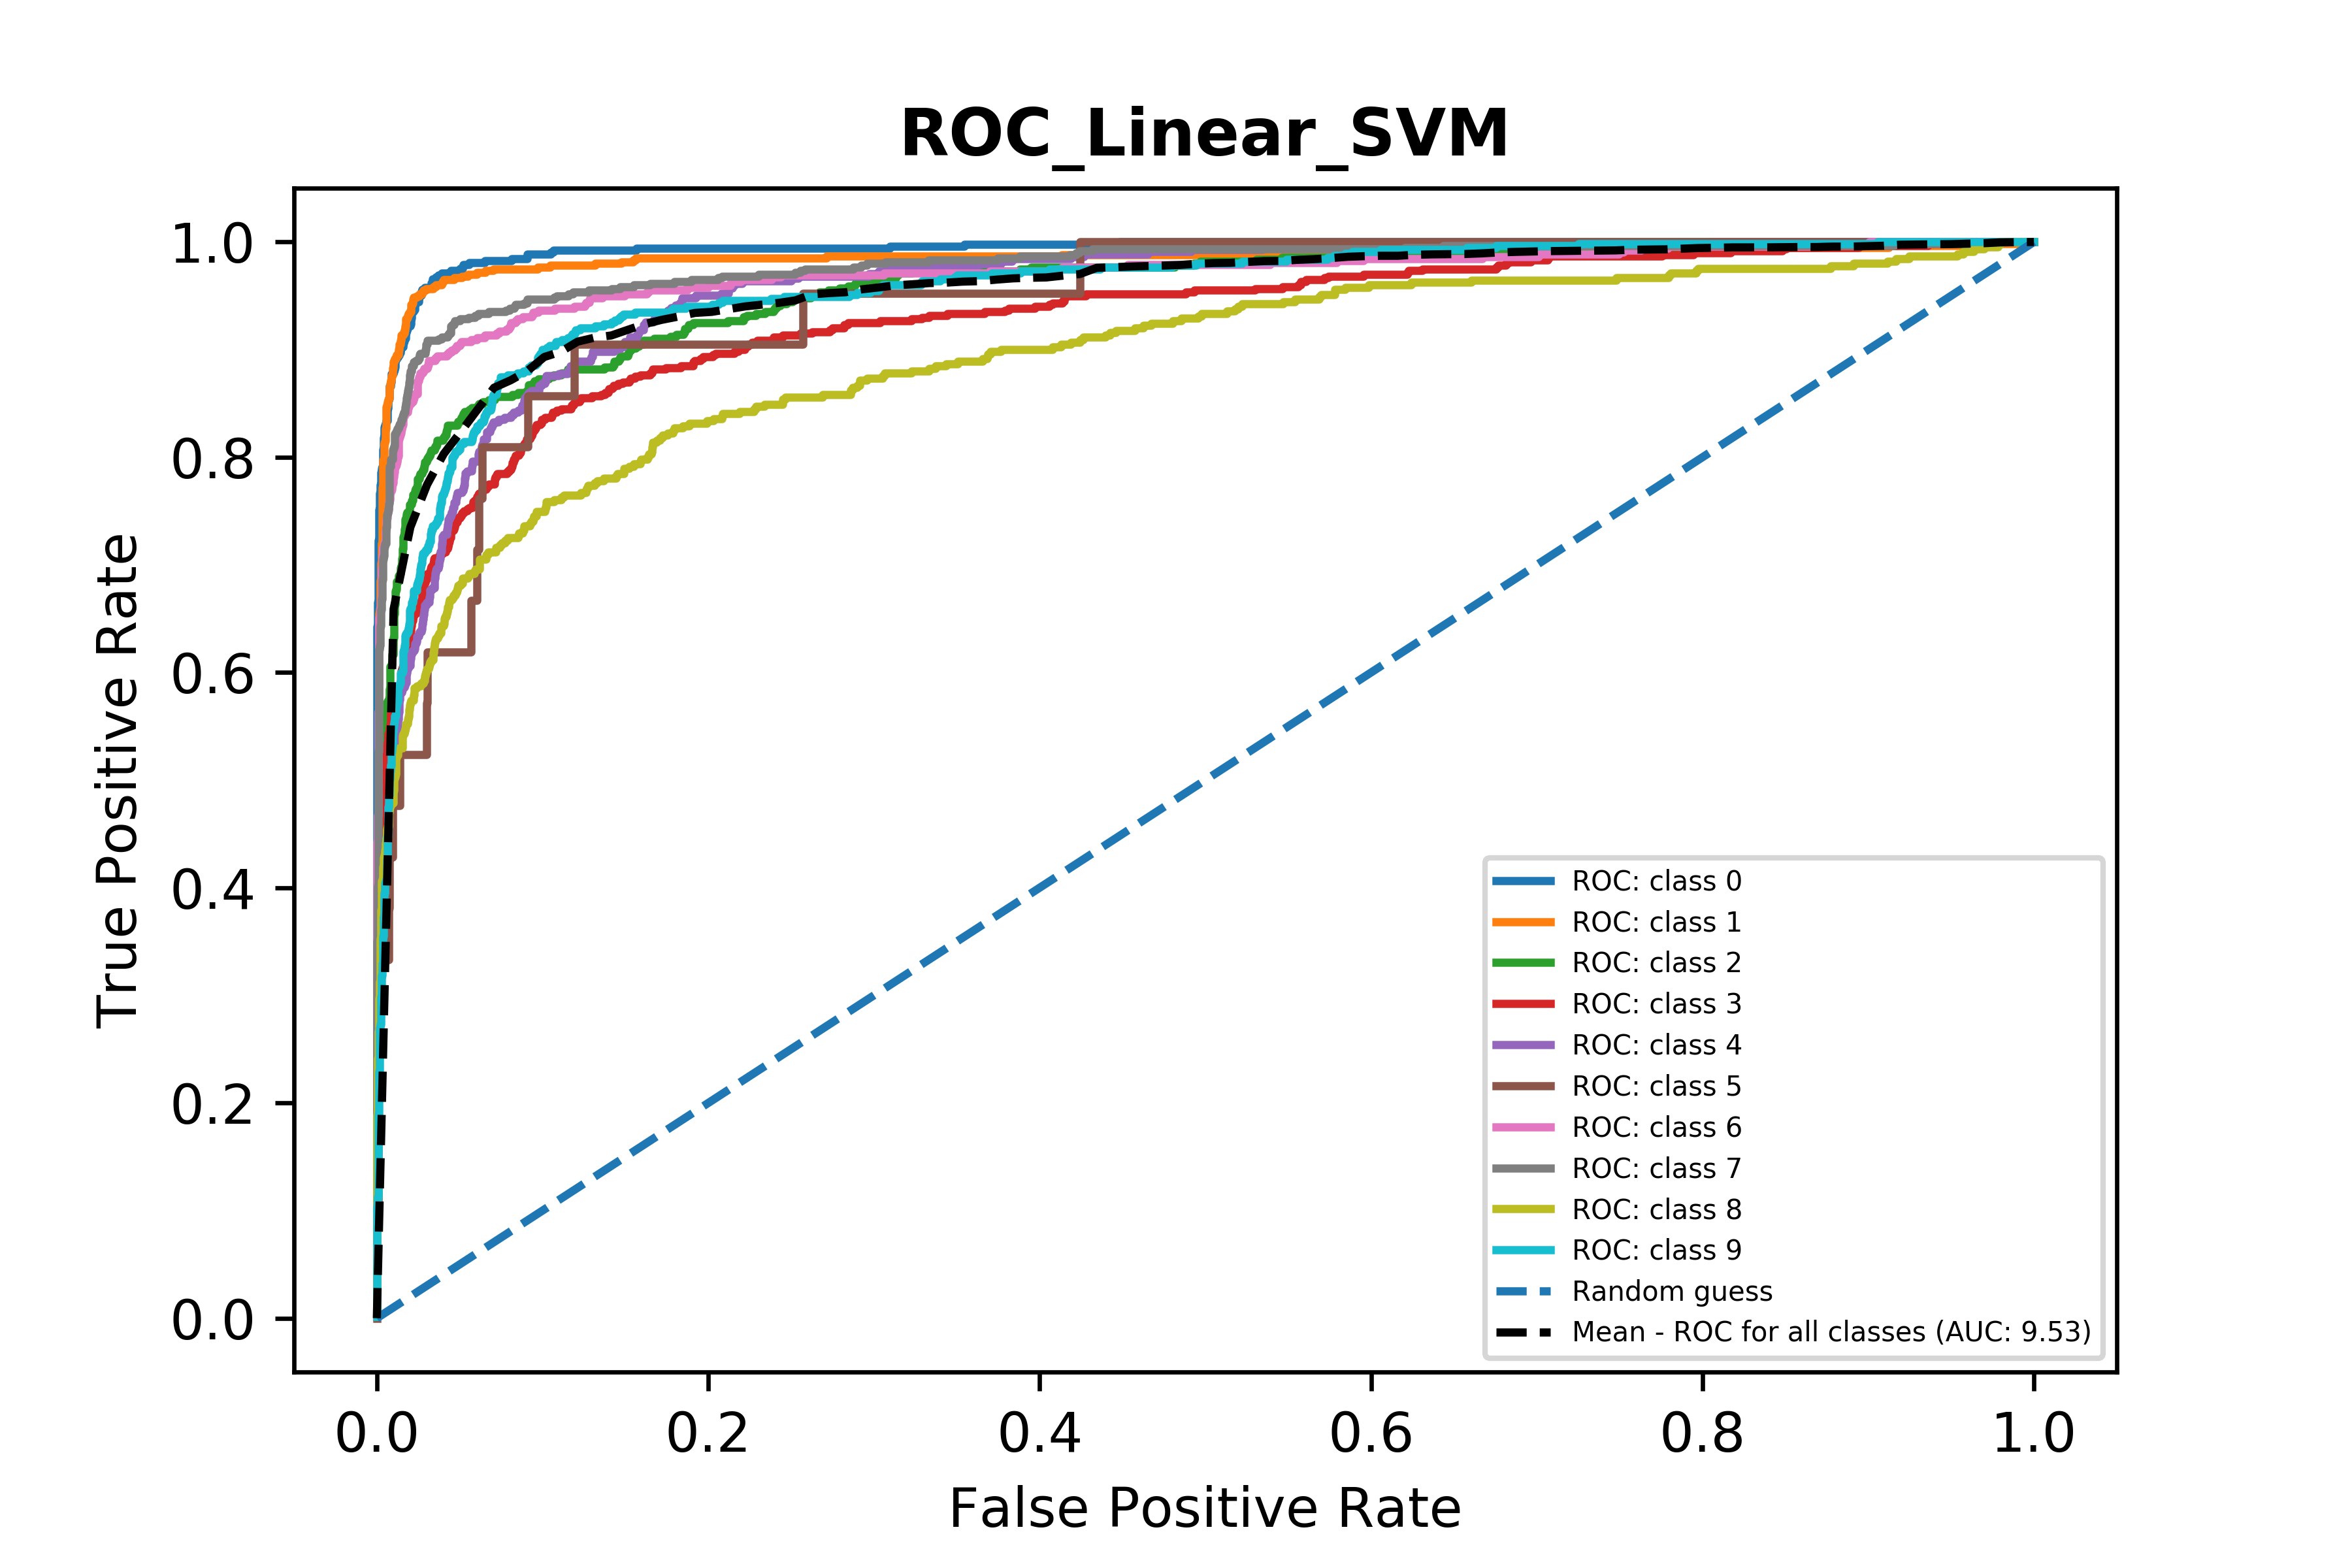 ROC_Linear_SVM
True Positive Rate
1.0
0.8
0.6
0.4
0.2
0.0
ROC: class 0
ROC: class 1
ROC: class 2
ROC: class 3
ROC: class 4
ROC: class 5
ROC: class 6
ROC: class 7
ROC: class 8
ROC: class 9
Random guess
Mean - ROC for all classes (AUC: 9.53)
0.0 0.2 0.4 0.6 0.8 1.0
False Positive Rate